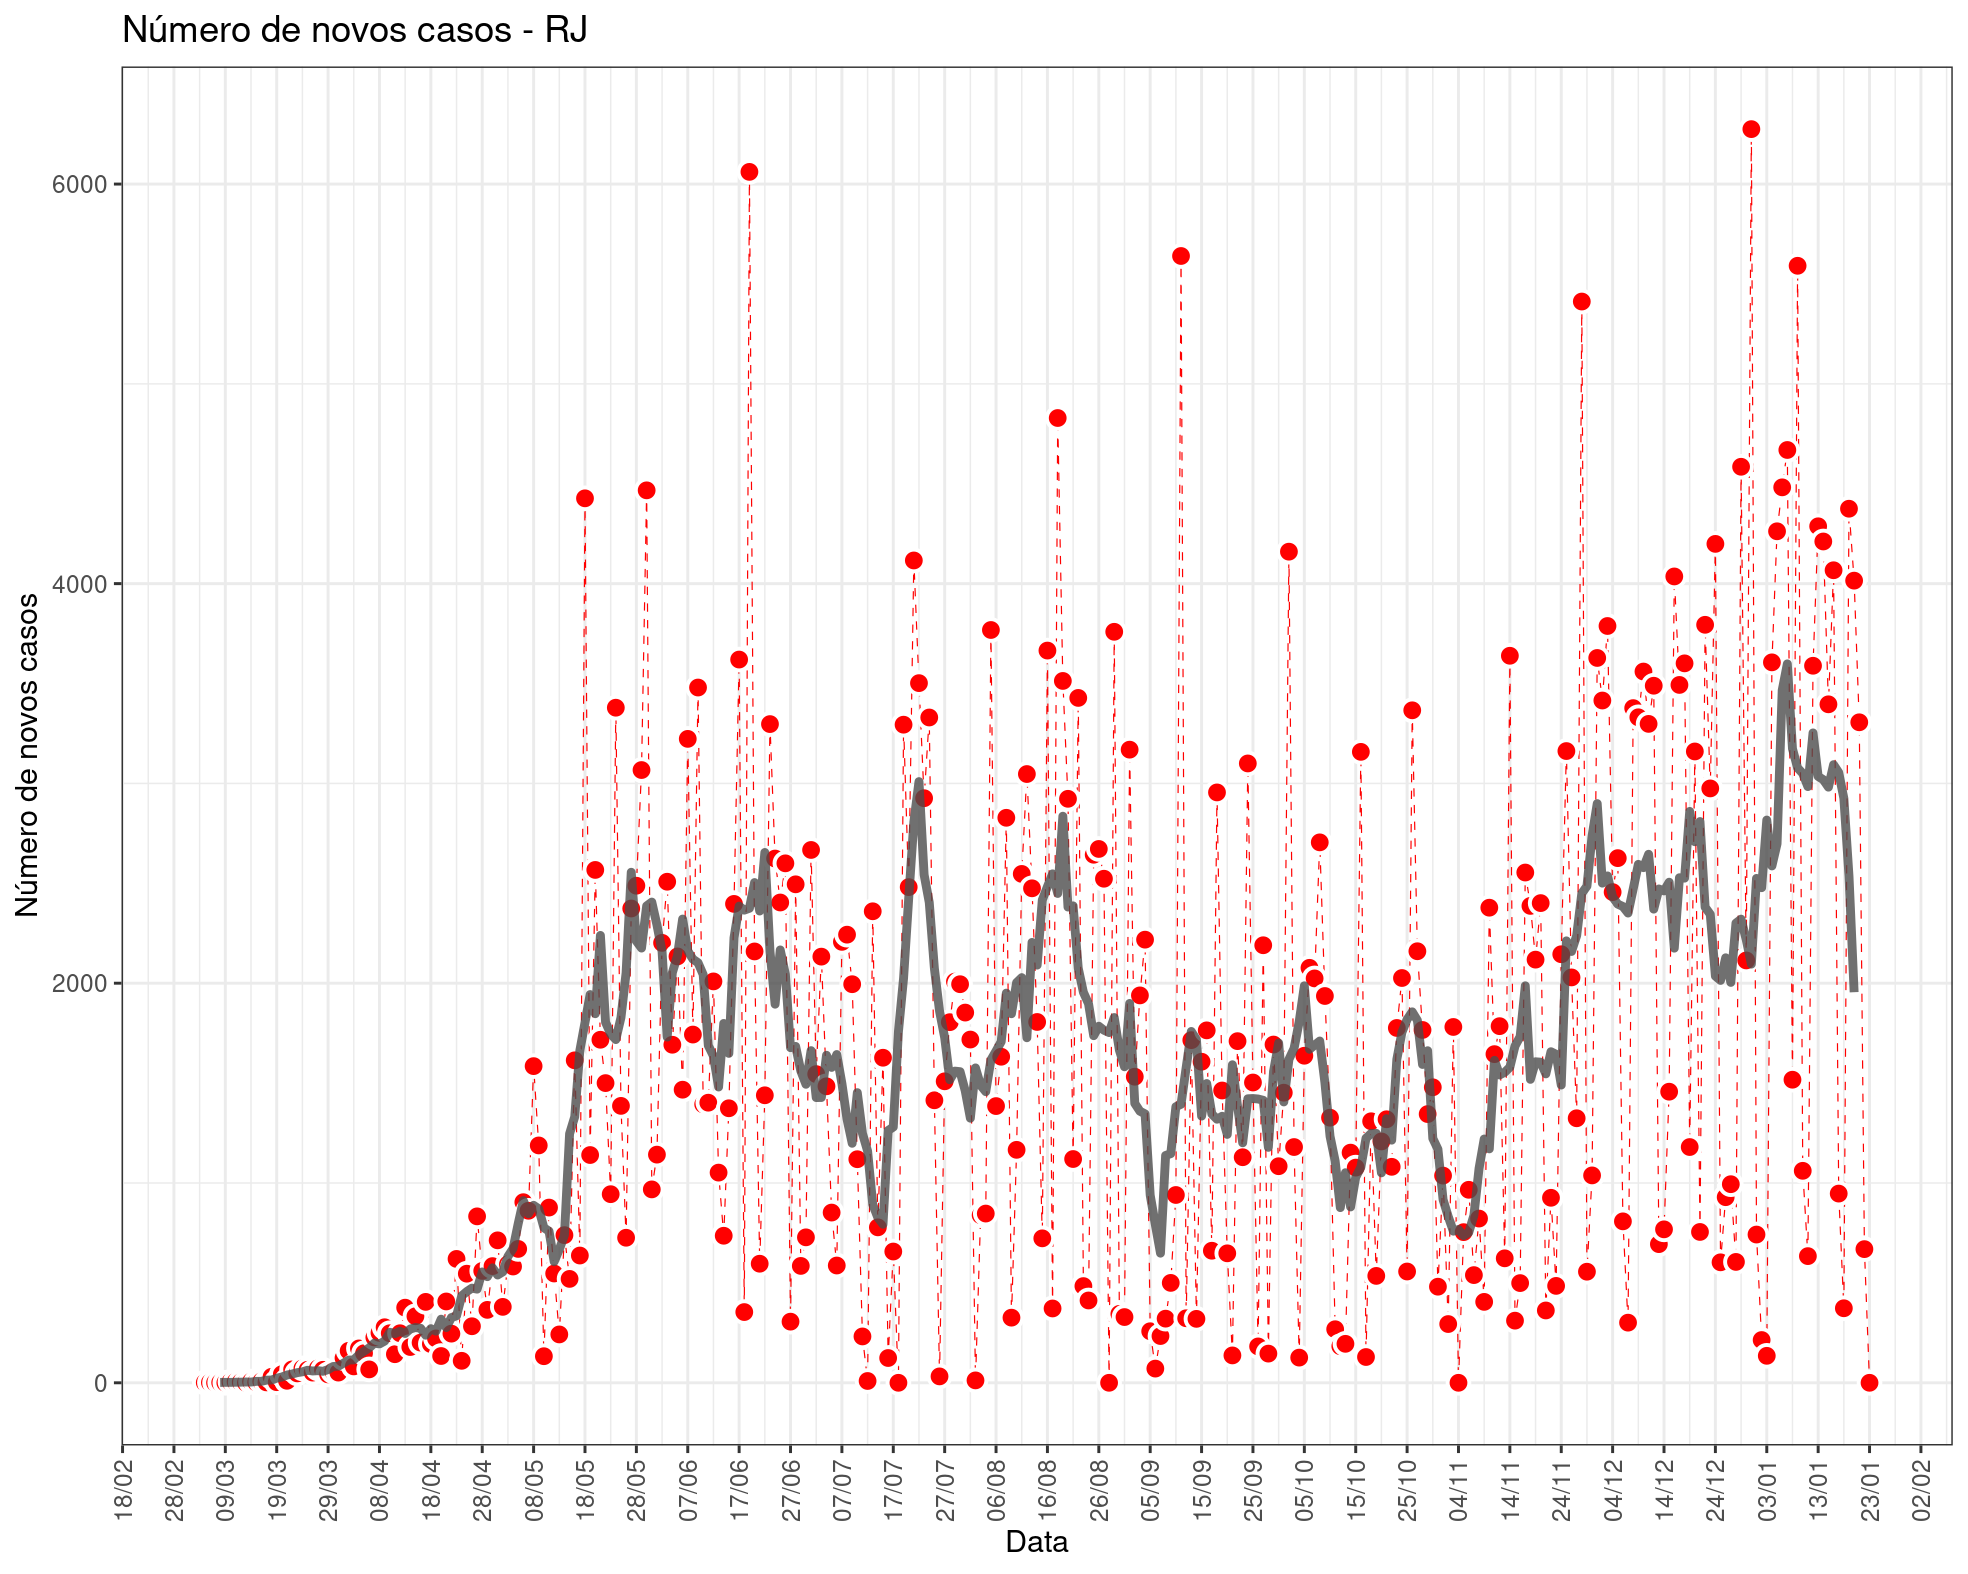 Número de novos casos - RJ
Número de novos casos
6000
4000
2000
0
18/02 28/02 09/03 19/03 29/03 08/04 18/04 28/04 08/05 18/05 28/05 07/06 17/06 27/06 07/07 17/07 27/07 06/08 16/08 26/08 05/09 15/09 25/09 05/10 15/10 25/10 04/11 14/11 24/11 04/12 14/12 24/12 03/01 13/01 23/01 02/02
Data